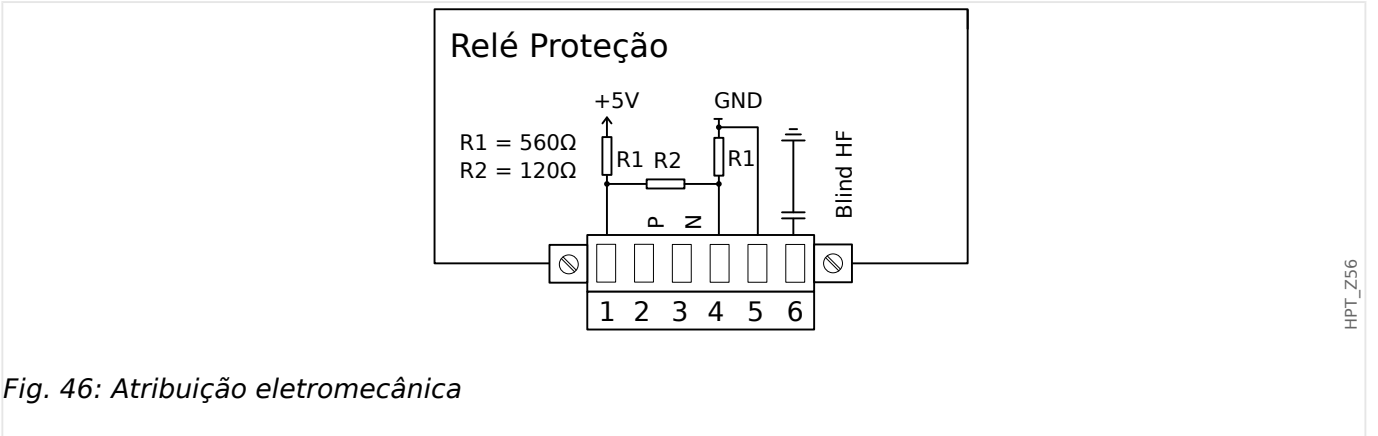 Relé Proteção
+5V GND
R1 = 560Ω
R2 = 120Ω
R1 R2 R1
Blind HF
P N
1 2 3 4 5 6
HPT_Z56
Fig. 46: Atribuição eletromecânica